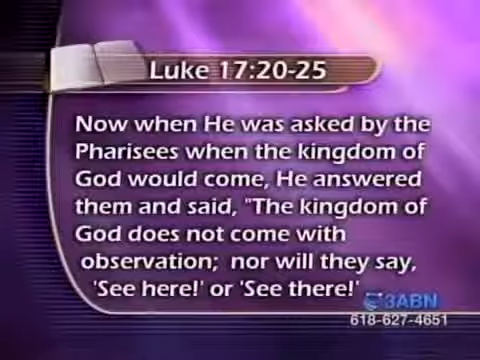 Luke 17:20-25
Now when He was asked by the
Pharisees when the kingdom of
God would come, He answered
them and said, "The kingdom of
God does not come with
observation; nor will they say,
'See here!' or 'See there!'
3ABN
618-627-4651